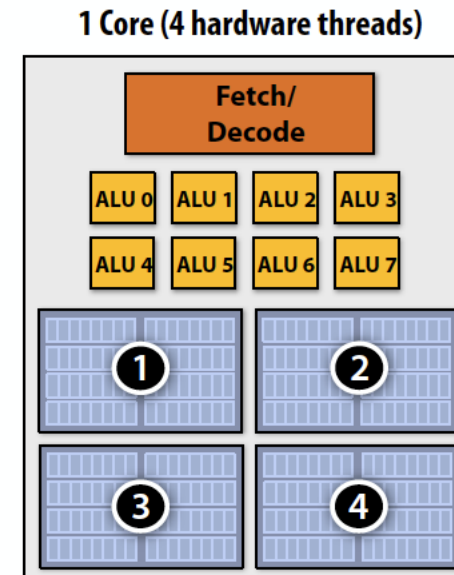 1 Core (4 hardware threads)
Fetch/
Decode
ALU 0 ALU 1 ALU 2 ALU 3
ALU 4 ALU 5 ALU 6 ALU 7
1 2
3 4